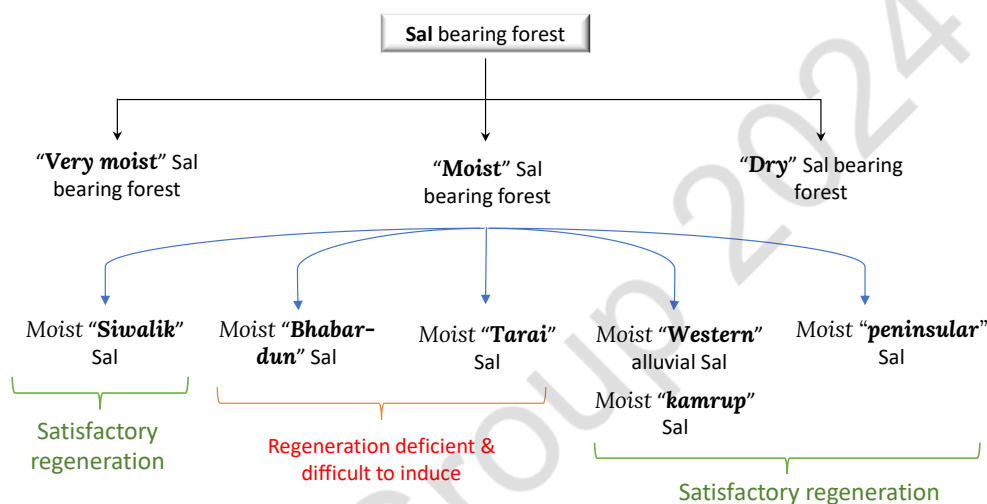 Sal bearing forest
“Very moist” Sal
bearing forest
“Moist” Sal
bearing forest
“Dry” Sal bearing
forest
Moist “Siwalik”
Sal
Moist “Bhabar-
dun” Sal
Moist “Tarai”
Sal
Moist “Western”
alluvial Sal
Moist “kamrup”
Sal
Moist “peninsular”
Sal
Satisfactory
regeneration
Regeneration deficient &
difficult to induce
Satisfactory regeneration
Group 2024